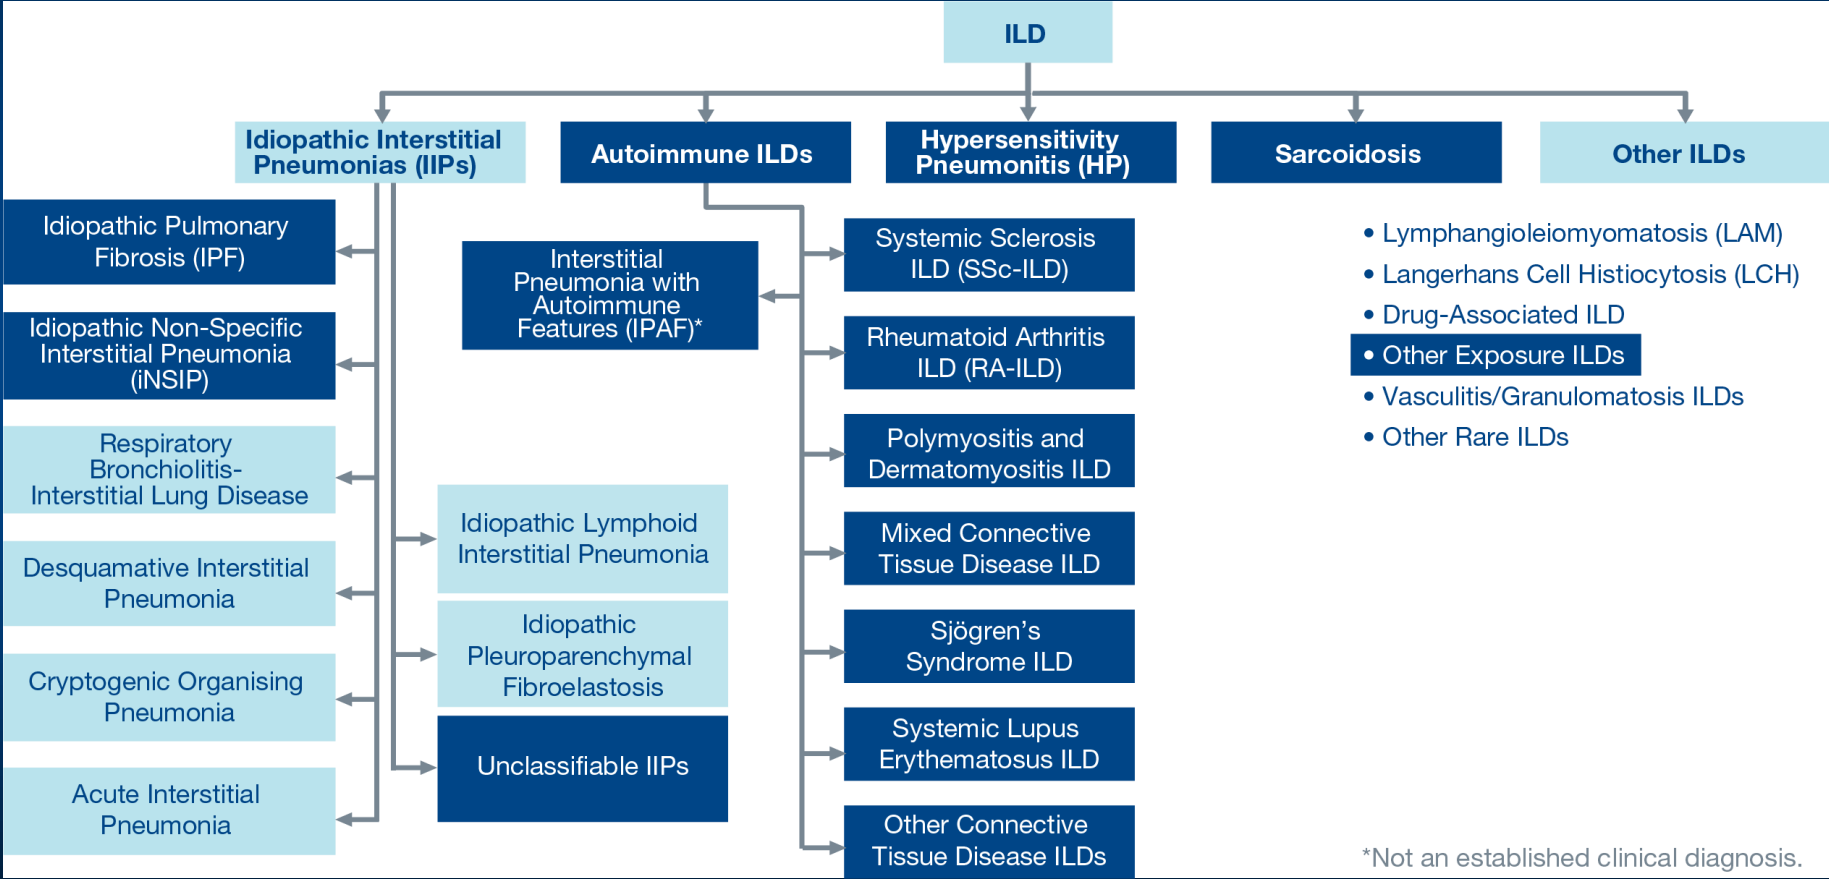 ILD
Idiopathic Interstitial
Pneumonias (IIPs)
Autoimmune ILDs
Hypersensitivity
Pneumonitis (HP)
Sarcoidosis
Other ILDs
Idiopathic Pulmonary
Fibrosis (IPF)
Idiopathic Non-Specific
Interstitial Pneumonia
(iNSIP)
Respiratory
Bronchiolitis-
Interstitial Lung Disease
Desquamative Interstitial
Pneumonia
Cryptogenic Organising
Pneumonia
Acute Interstitial
Pneumonia
Idiopathic Lymphoid
Interstitial Pneumonia
Idiopathic
Pleuroparenchymal
Fibroelastosis
Unclassifiable IIPs
Interstitial
Pneumonia with
Autoimmune
Features (IPAF)*
Systemic Sclerosis
ILD (SSc-ILD)
Rheumatoid Arthritis
ILD (RA-ILD)
Polymyositis and
Dermatomyositis ILD
Mixed Connective
Tissue Disease ILD
Sjögren’s
Syndrome ILD
Systemic Lupus
Erythematosus ILD
Other Connective
Tissue Disease ILDs
• Lymphangioleiomyomatosis (LAM)
• Langerhans Cell Histiocytosis (LCH)
• Drug-Associated ILD
• Other Exposure ILDs
• Vasculitis/Granulomatosis ILDs
• Other Rare ILDs
*Not an established clinical diagnosis.